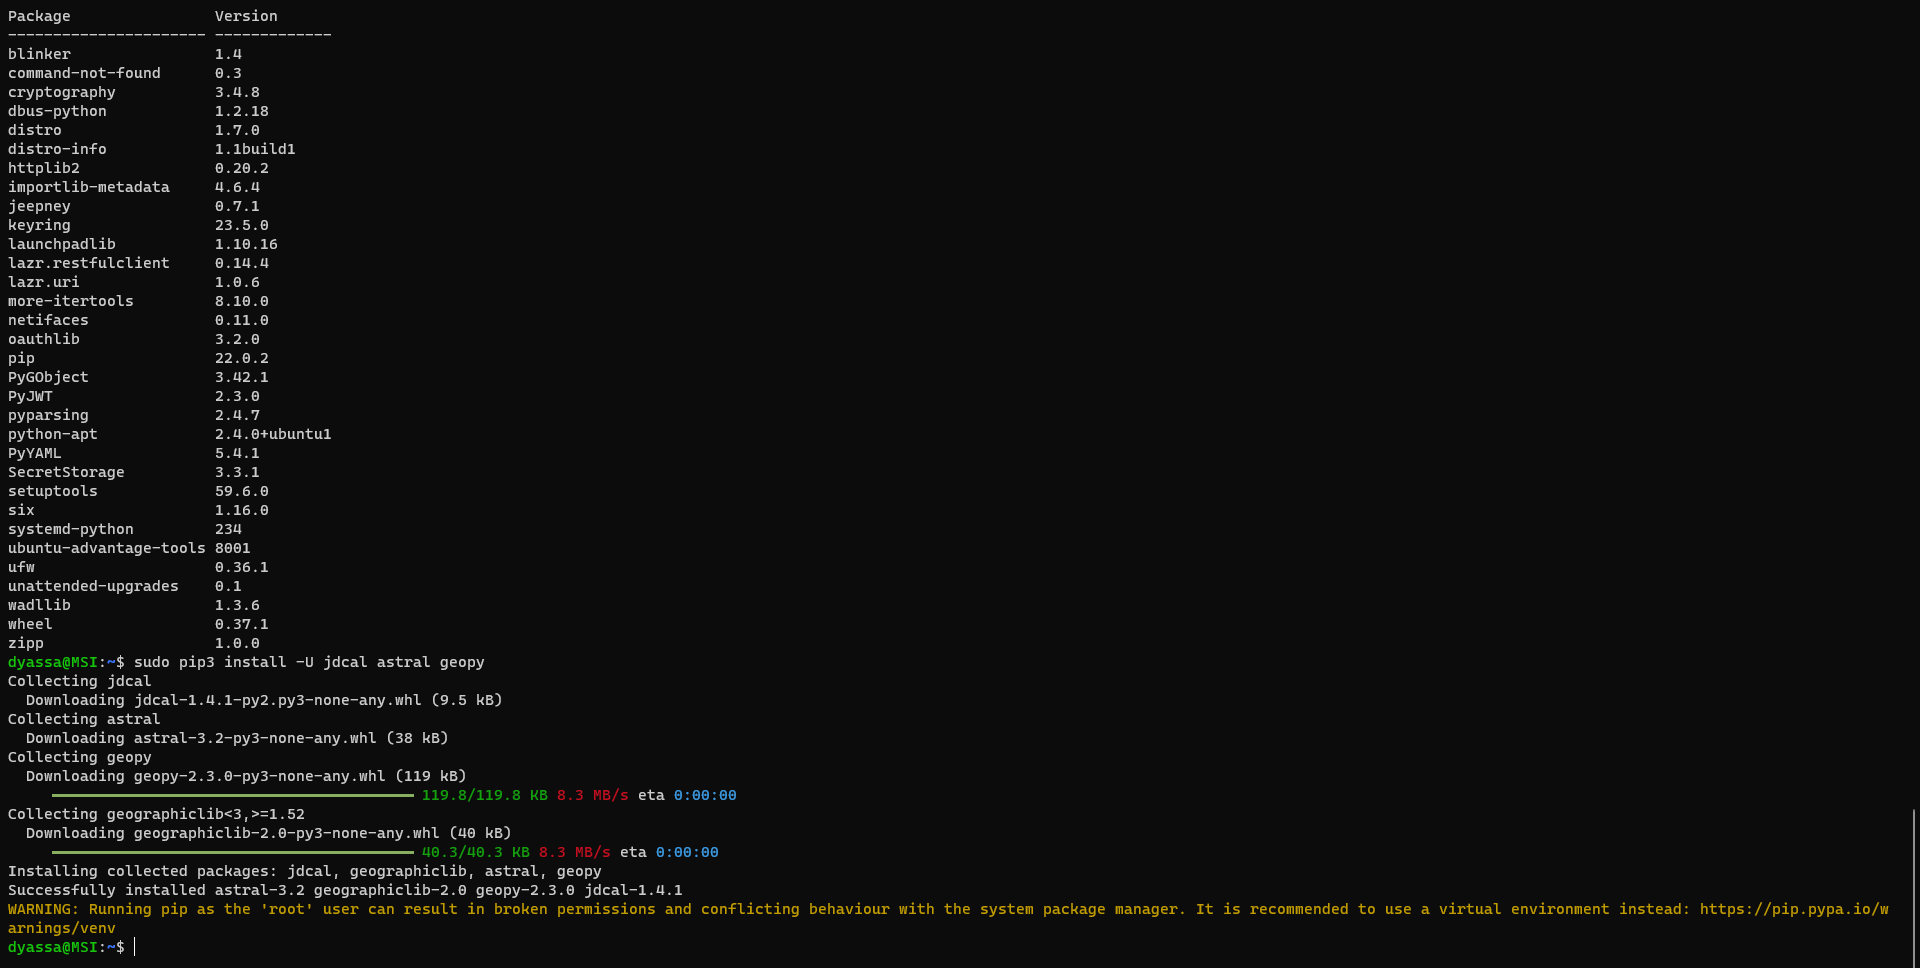 Package                Version
---------------------- -------------
blinker                1.4
command-not-found      0.3
cryptography           3.4.8
dbus-python            1.2.18
distro                 1.7.0
distro-info            1.1build1
httplib2               0.20.2
importlib-metadata     4.6.4
jeepney                0.7.1
keyring                23.5.0
launchpadlib           1.10.16
lazr.restfulclient     0.14.4
lazr.uri               1.0.6
more-itertools         8.10.0
netifaces              0.11.0
oauthlib               3.2.0
pip                    22.0.2
PyGObject              3.42.1
PyJWT                  2.3.0
pyparsing              2.4.7
python-apt             2.4.0+ubuntu1
PyYAML                 5.4.1
SecretStorage          3.3.1
setuptools             59.6.0
six                    1.16.0
systemd-python         234
ubuntu-advantage-tools 8001
ufw                    0.36.1
unattended-upgrades    0.1
wadllib                1.3.6
wheel                  0.37.1
zipp                   1.0.0
dyassa@MSI:~$ sudo pip3 install -U jdcal astral geopy
Collecting jdcal
  Downloading jdcal-1.4.1-py2.py3-none-any.whl (9.5 kB)
Collecting astral
  Downloading astral-3.2-py3-none-any.whl (38 kB)
Collecting geopy
  Downloading geopy-2.3.0-py3-none-any.whl (119 kB)
119.8/119.8 KB 8.3 MB/s eta 0:00:00
Collecting geographiclib<3,>=1.52
  Downloading geographiclib-2.0-py3-none-any.whl (40 kB)
40.3/40.3 KB 8.3 MB/s eta 0:00:00
Installing collected packages: jdcal, geographiclib, astral, geopy
Successfully installed astral-3.2 geographiclib-2.0 geopy-2.3.0 jdcal-1.4.1
WARNING: Running pip as the 'root' user can result in broken permissions and conflicting behaviour with the system package manager. It is recommended to use a virtual environment instead: https://pip.pypa.io/w
arnings/venv
dyassa@MSI:~$